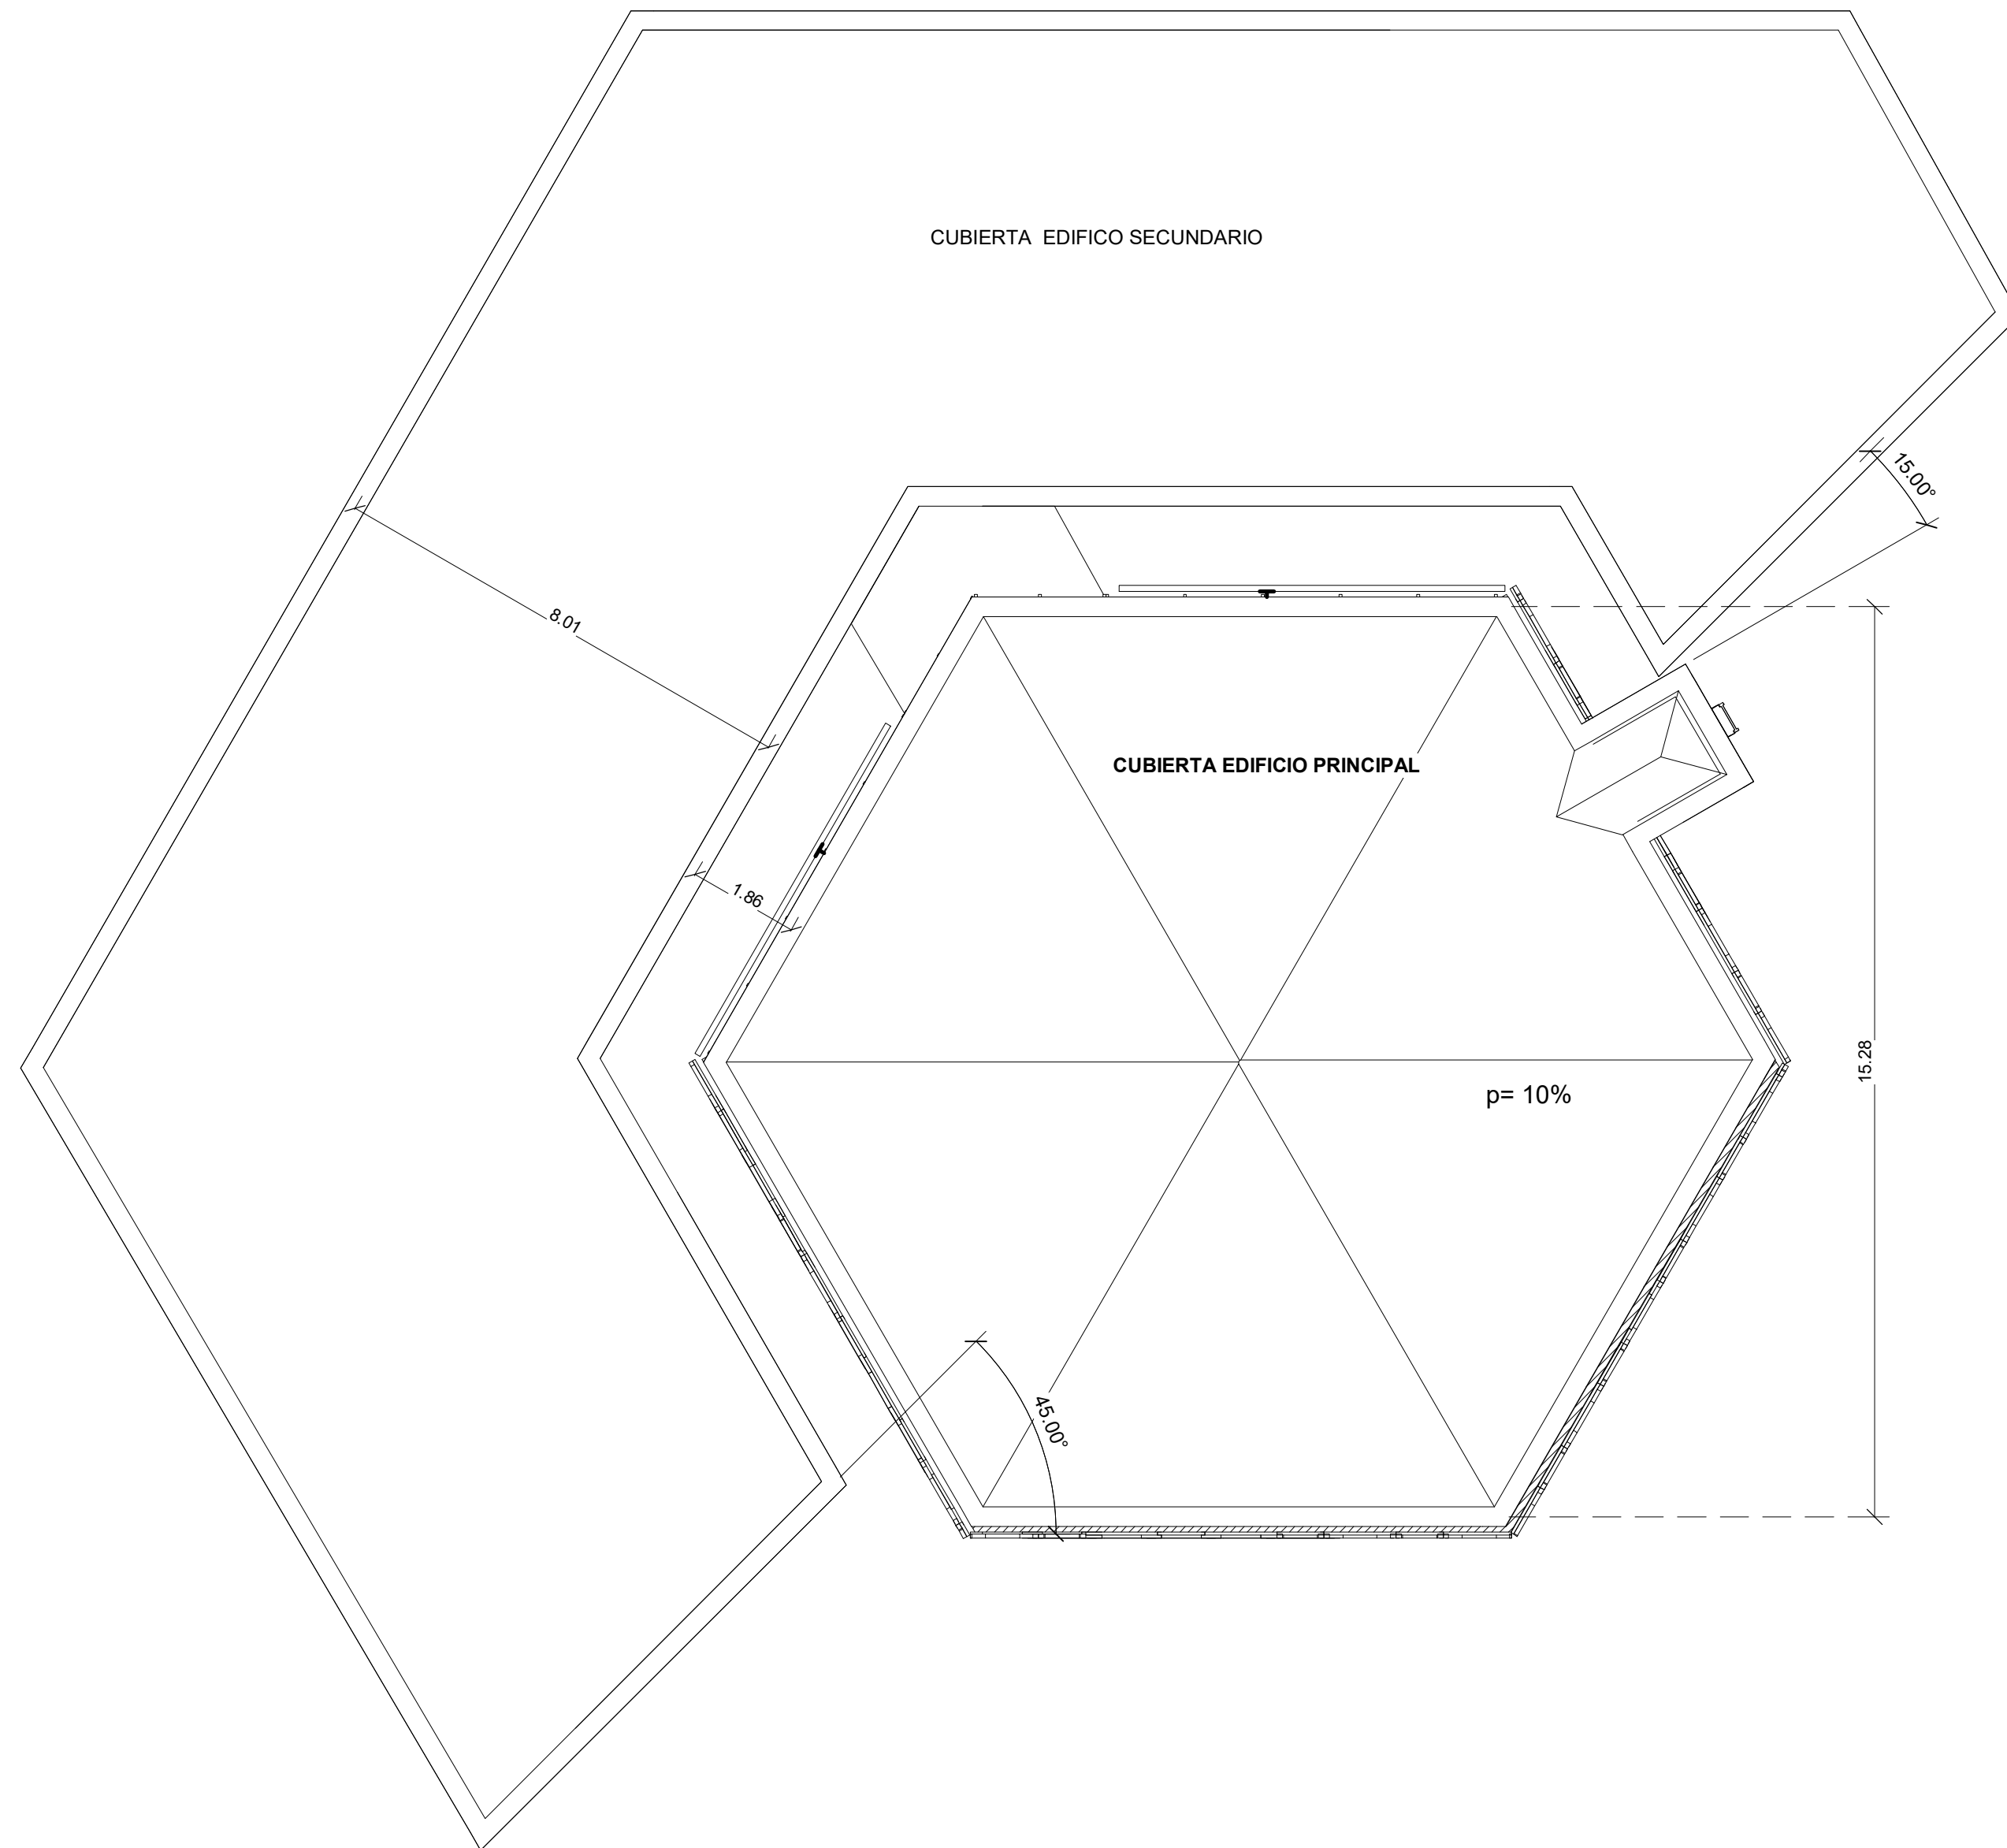 CUBIERTA EDIFICO SECUNDARIO
15.00°
8.01
CUBIERTA EDIFICIO PRINCIPAL
1.86
15.28
p= 10%
45.00°